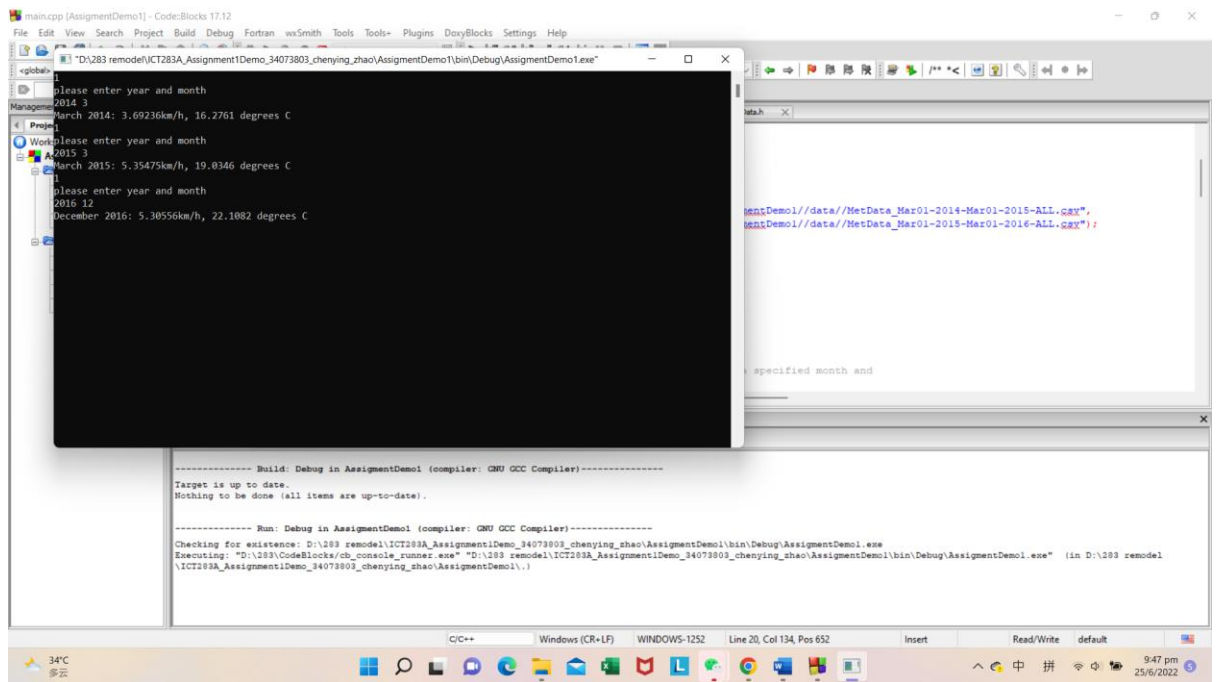 main.cpp [AssigmentDemo1] - Code::Blocks 17.12
File Edit View Search Project Build Debug Fortran wxSmith Tools Tools+ Plugins DoxyBlocks Settings Help
"D:\283 remodel\ICT283A_Assignment1Demo_34073803_chenying_zhao\AssigmentDemo1\bin\Debug\AssigmentDemo1.exe"
<global>
/** *<
1
please enter year and month
2014 3
March 2014: 3.69236km/h, 16.2761 degrees C
1
please enter year and month
2015 3
March 2015: 5.35475km/h, 19.0346 degrees C
1
please enter year and month
2016 12
December 2016: 5.30556km/h, 22.1082 degrees C
Manageme
Proje
Work
Data.h
mentDemo1//data//MetData_Mar01-2014-Mar01-2015-ALL.csv",
mentDemo1//data//MetData_Mar01-2015-Mar01-2016-ALL.csv");
specified month and
-------------- Build: Debug in AssigmentDemo1 (compiler: GNU GCC Compiler)---------------
Target is up to date.
Nothing to be done (all items are up-to-date).
-------------- Run: Debug in AssigmentDemo1 (compiler: GNU GCC Compiler)---------------
Checking for existence: D:\283 remodel\ICT283A_Assignment1Demo_34073803_chenying_zhao\AssigmentDemo1\bin\Debug\AssigmentDemo1.exe
Executing: "D:\283\CodeBlocks/cb_console_runner.exe" "D:\283 remodel\ICT283A_Assignment1Demo_34073803_chenying_zhao\AssigmentDemo1\bin\Debug\AssigmentDemo1.exe" (in D:\283 remodel
\ICT283A_Assignment1Demo_34073803_chenying_zhao\AssigmentDemo1\.)
C/C++ Windows (CR+LF) WINDOWS-1252 Line 20, Col 134, Pos 652 Insert Read/Write default
34°C
多云
中 拼
9:47 pm
25/6/2022
5